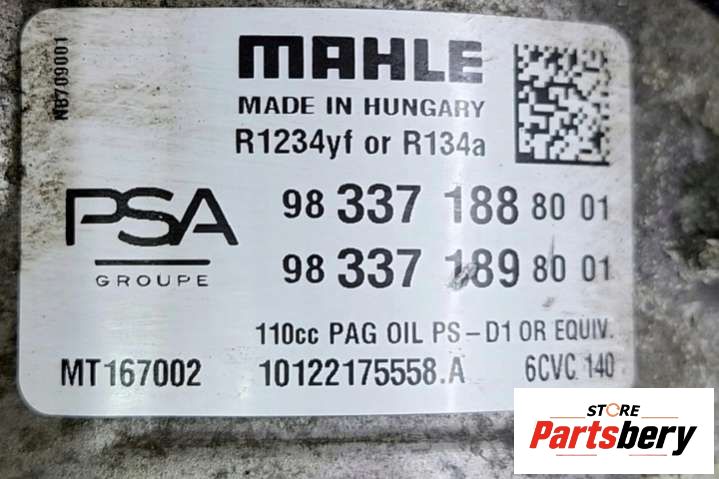 NB709001
MAHLE
MADE IN HUNGARY
R1234yf or R134a
PSA
GROUPE
98 337 188 80 01
98 337 189 80 01
110cc PAG OIL PS-D1 OR EQUIV.
MT167002 10122175558.A 6CVC 140
STORE
Partsbery